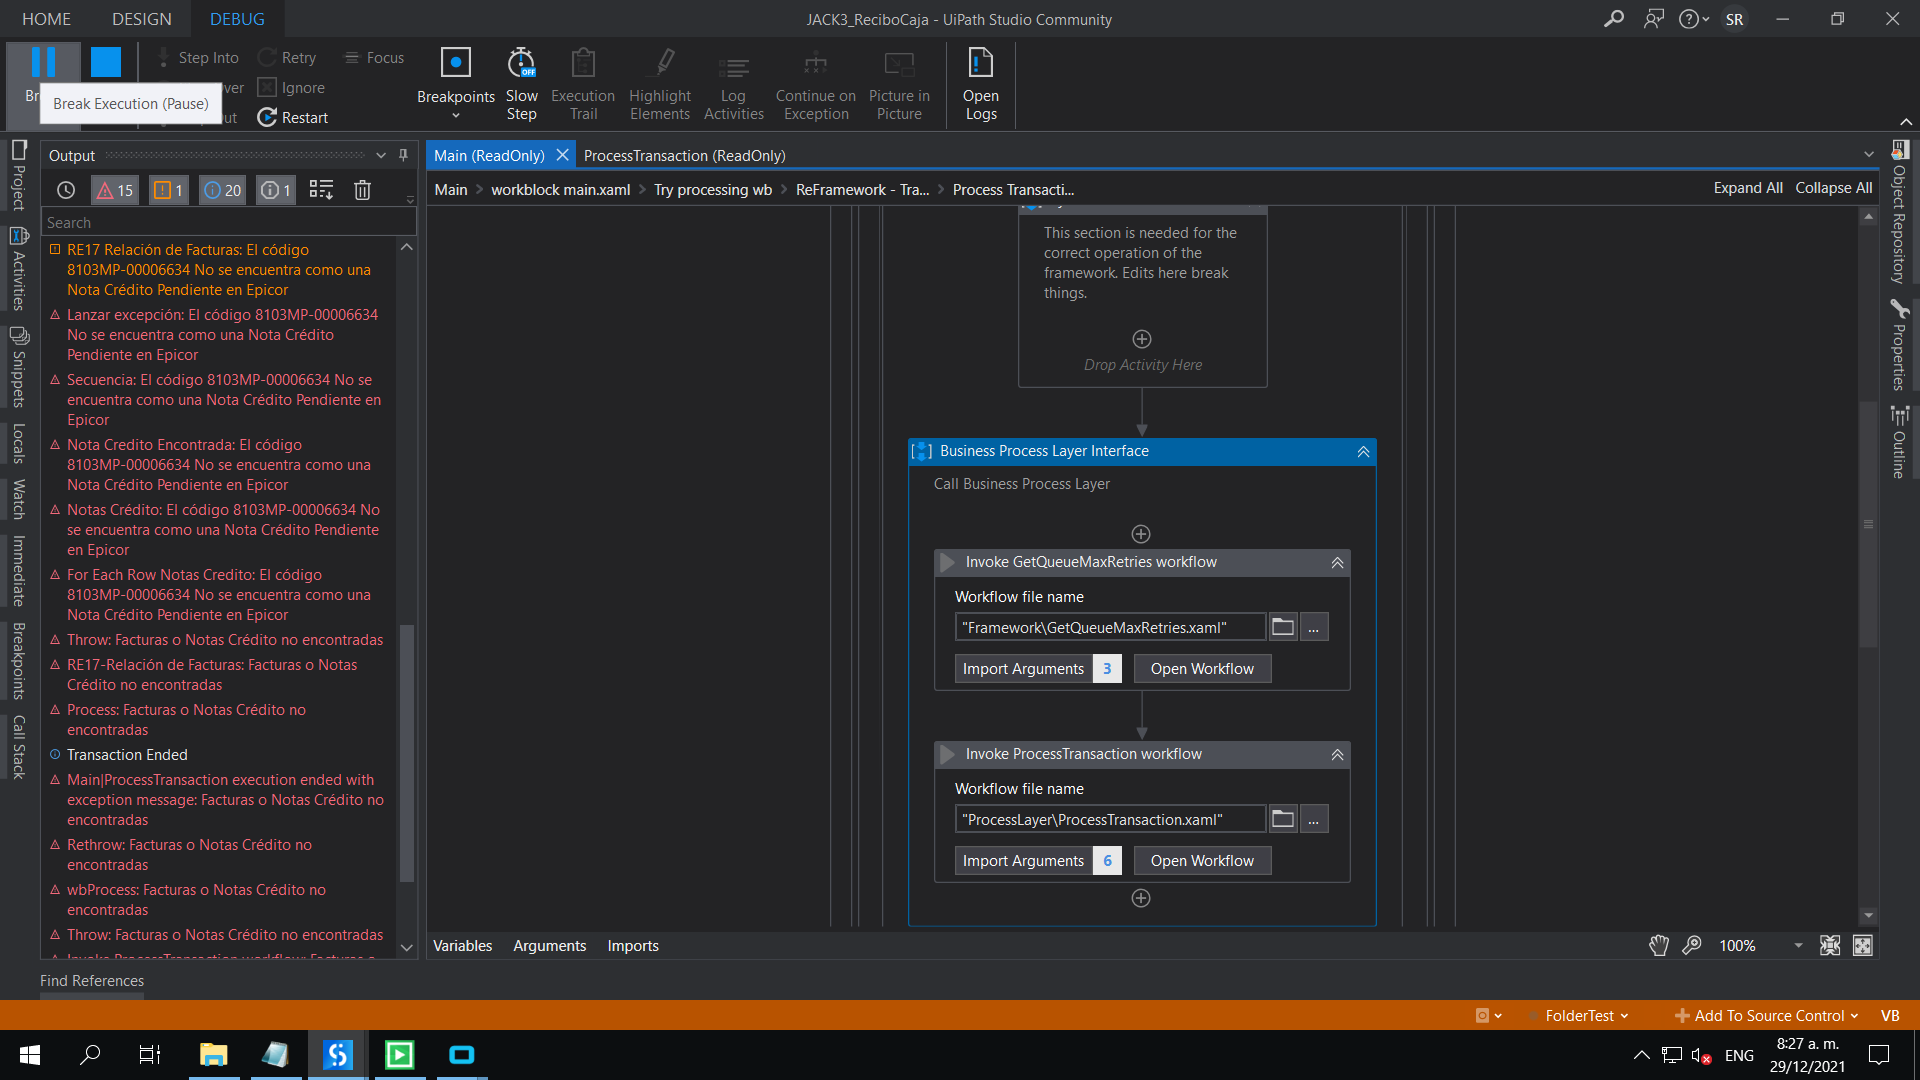 HOME DESIGN DEBUG
JACK3_ReciboCaja - UiPath Studio Community
SR
Step Into Retry Focus
Ignore
Restart
Break Execution (Pause)
Breakpoints
Slow
Step
OFF
Execution
Trail
Highlight
Elements
Log
Activities
Continue on
Exception
Picture in
Picture
Open
Logs
Project
Activities
Snippets
Locals
Watch
Immediate
Breakpoints
Call Stack
Output
15 1 20 1
Search
RE17 Relación de Facturas: El código
8103MP-00006634 No se encuentra como una
Nota Crédito Pendiente en Epicor
Lanzar excepción: El código 8103MP-00006634
No se encuentra como una Nota Crédito
Pendiente en Epicor
Secuencia: El código 8103MP-00006634 No se
encuentra como una Nota Crédito Pendiente en
Epicor
Nota Credito Encontrada: El código
8103MP-00006634 No se encuentra como una
Nota Crédito Pendiente en Epicor
Notas Crédito: El código 8103MP-00006634 No
se encuentra como una Nota Crédito Pendiente
en Epicor
For Each Row Notas Credito: El código
8103MP-00006634 No se encuentra como una
Nota Crédito Pendiente en Epicor
Throw: Facturas o Notas Crédito no encontradas
RE17-Relación de Facturas: Facturas o Notas
Crédito no encontradas
Process: Facturas o Notas Crédito no
encontradas
Transaction Ended
Main|ProcessTransaction execution ended with
exception message: Facturas o Notas Crédito no
encontradas
Rethrow: Facturas o Notas Crédito no
encontradas
wbProcess: Facturas o Notas Crédito no
encontradas
Throw: Facturas o Notas Crédito no encontradas
Invoke ProcessTransaction workflow: Facturas o
Find References
Main (ReadOnly) ProcessTransaction (ReadOnly)
Main > workblock main.xaml > Try processing wb > ReFramework - Tra... > Process Transacti...
Expand All Collapse All
This section is needed for the
correct operation of the
framework. Edits here break
things.
Drop Activity Here
Business Process Layer Interface
Call Business Process Layer
Invoke GetQueueMaxRetries workflow
Workflow file name
"Framework\GetQueueMaxRetries.xaml"
...
Import Arguments 3 Open Workflow
Invoke ProcessTransaction workflow
Workflow file name
"ProcessLayer\ProcessTransaction.xaml"
...
Import Arguments 6 Open Workflow
Variables Arguments Imports
100%
Object Repository
Properties
Outline
FolderTest
Add To Source Control
VB
ENG
8:27 a. m.
29/12/2021